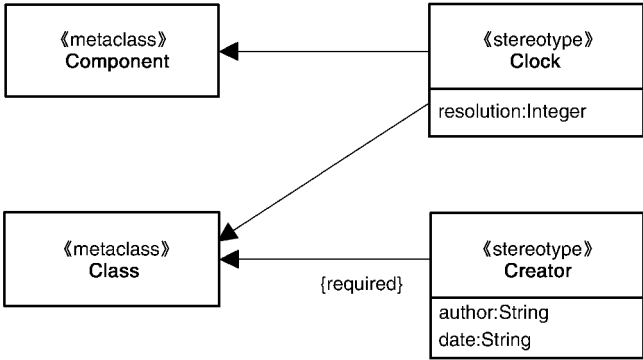 《metaclass》
Component
《stereotype》
Clock
resolution:Integer
《metaclass》
Class
《stereotype》
Creator
{required}
author:String
date:String